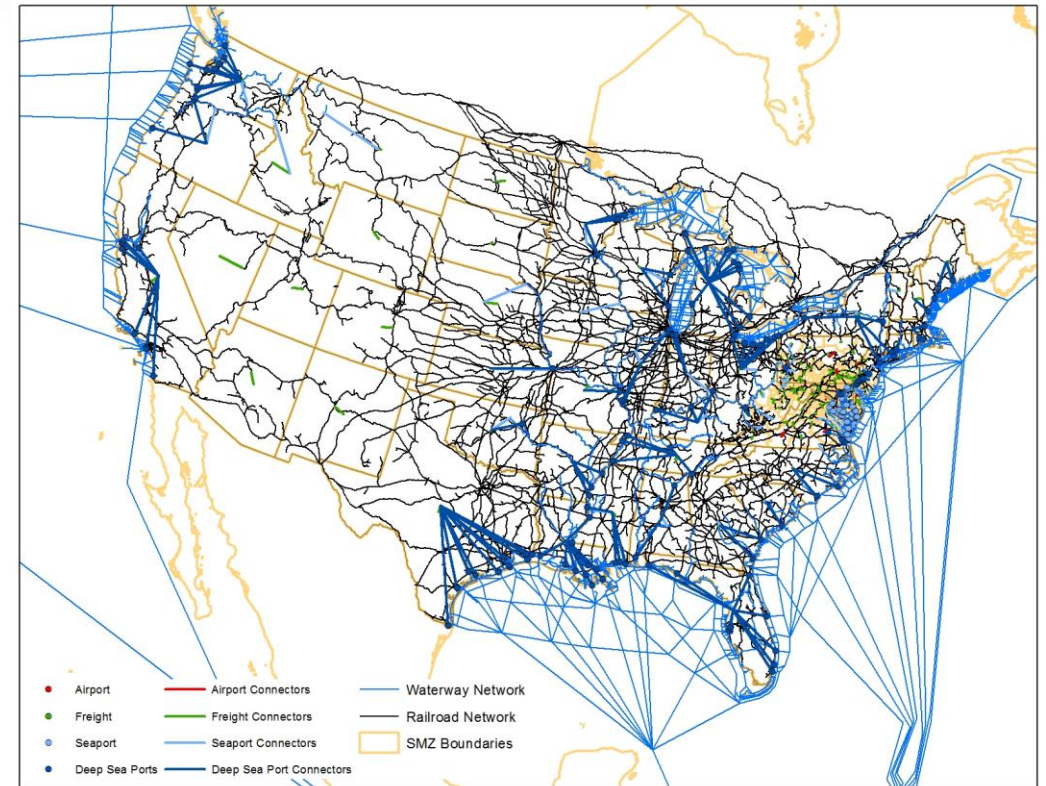 Airport Airport Connectors Waterway Network
Freight Freight Connectors Railroad Network
Seaport Seaport Connectors SMZ Boundaries
Deep Sea Ports Deep Sea Port Connectors